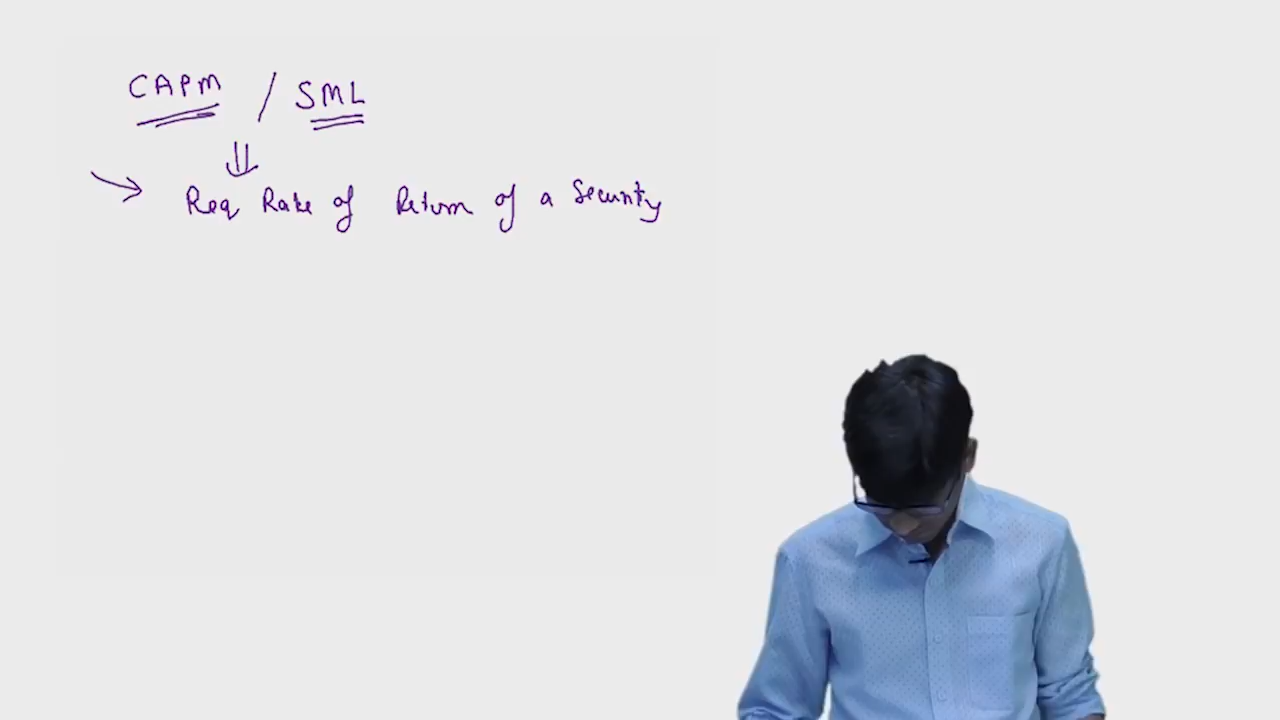 CAPM / SML
Req Rate of Return of a Security